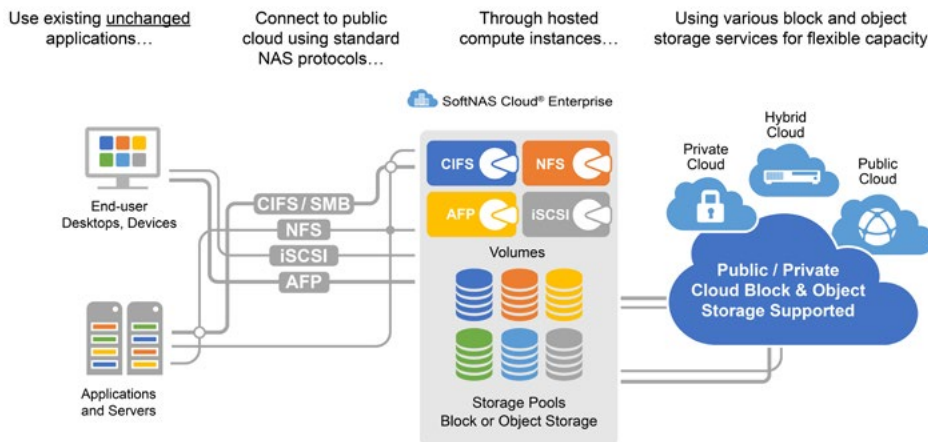 Use existing unchanged
applications…
Connect to public
cloud using standard
NAS protocols…
Through hosted
compute instances…
Using various block and object
storage services for flexible capacity
SoftNAS Cloud® Enterprise
End-user
Desktops, Devices
Applications
and Servers
CIFS / SMB
NFS
iSCSI
AFP
CIFS
NFS
AFP
iSCSI
Volumes
Storage Pools
Block or Object Storage
Private
Cloud
Hybrid
Cloud
Public
Cloud
Public / Private
Cloud Block & Object
Storage Supported